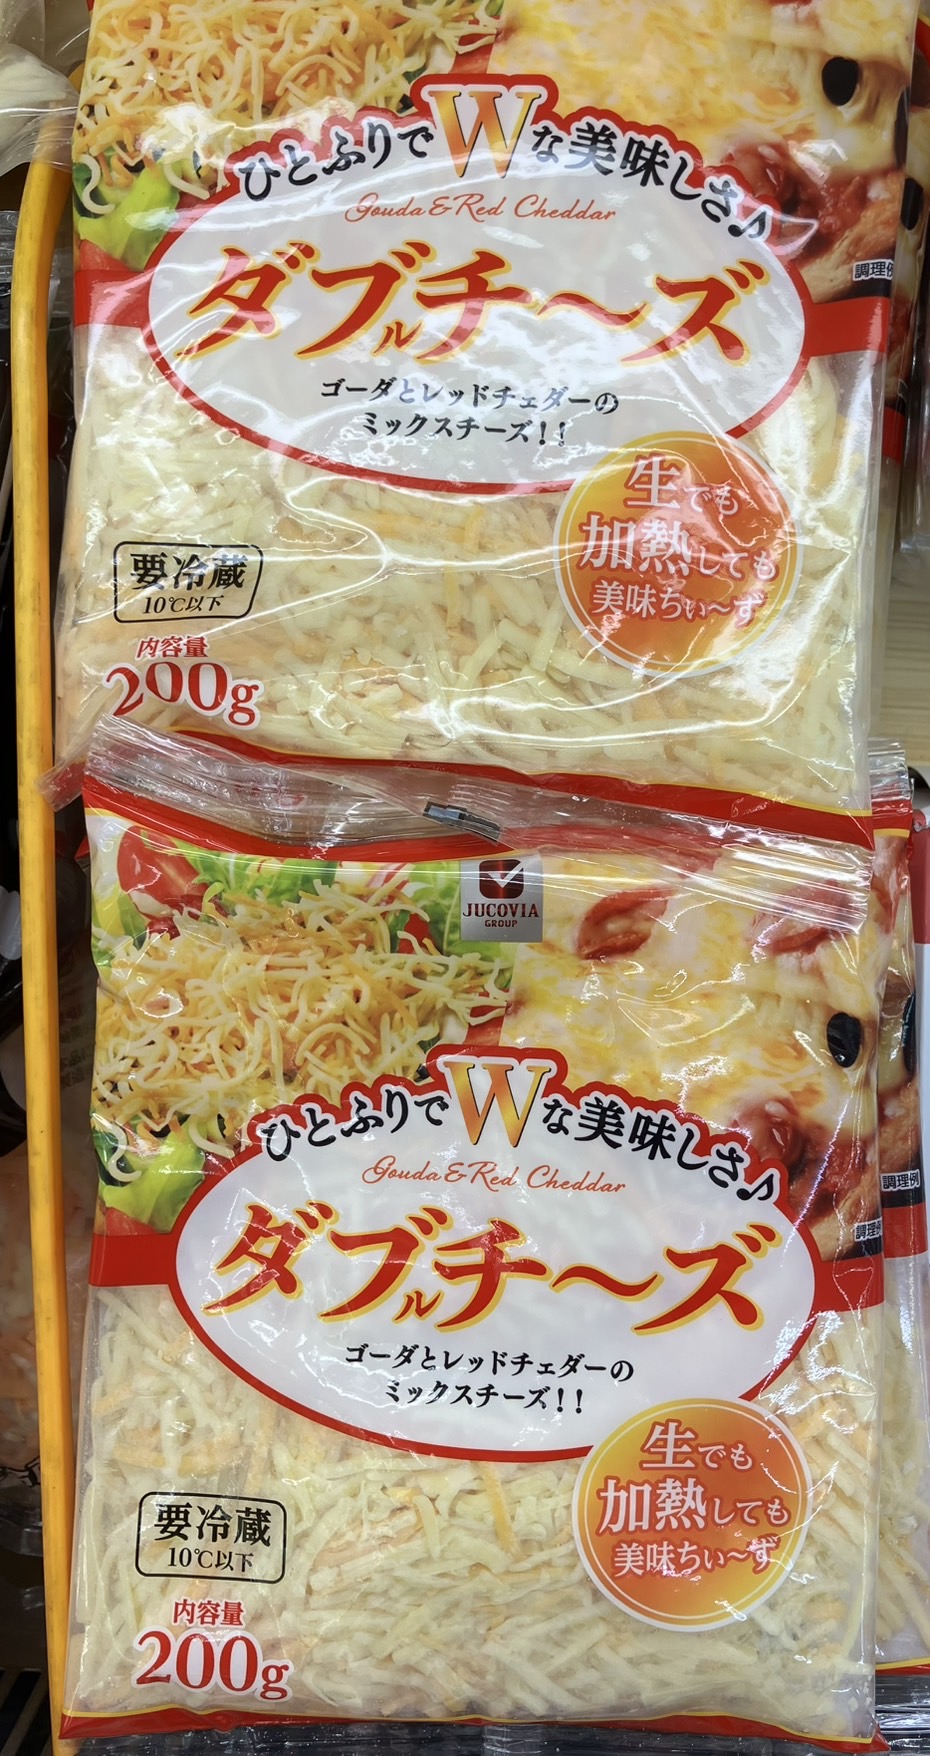 ひとふりでWな美味しさ♪
Gouda & Red Cheddar
ダブルチ〜ズ
ゴーダとレッドチェダーの
ミックスチーズ！！
生でも
加熱しても
美味ちぃ〜ず
要冷蔵
10℃以下
内容量
200g
調理例
JUCOVIA
GROUP
ひとふりでWな美味しさ♪
Gouda & Red Cheddar
ダブルチ〜ズ
ゴーダとレッドチェダーの
ミックスチーズ！！
生でも
加熱しても
美味ちぃ〜ず
要冷蔵
10℃以下
内容量
200g
調理例
調理例